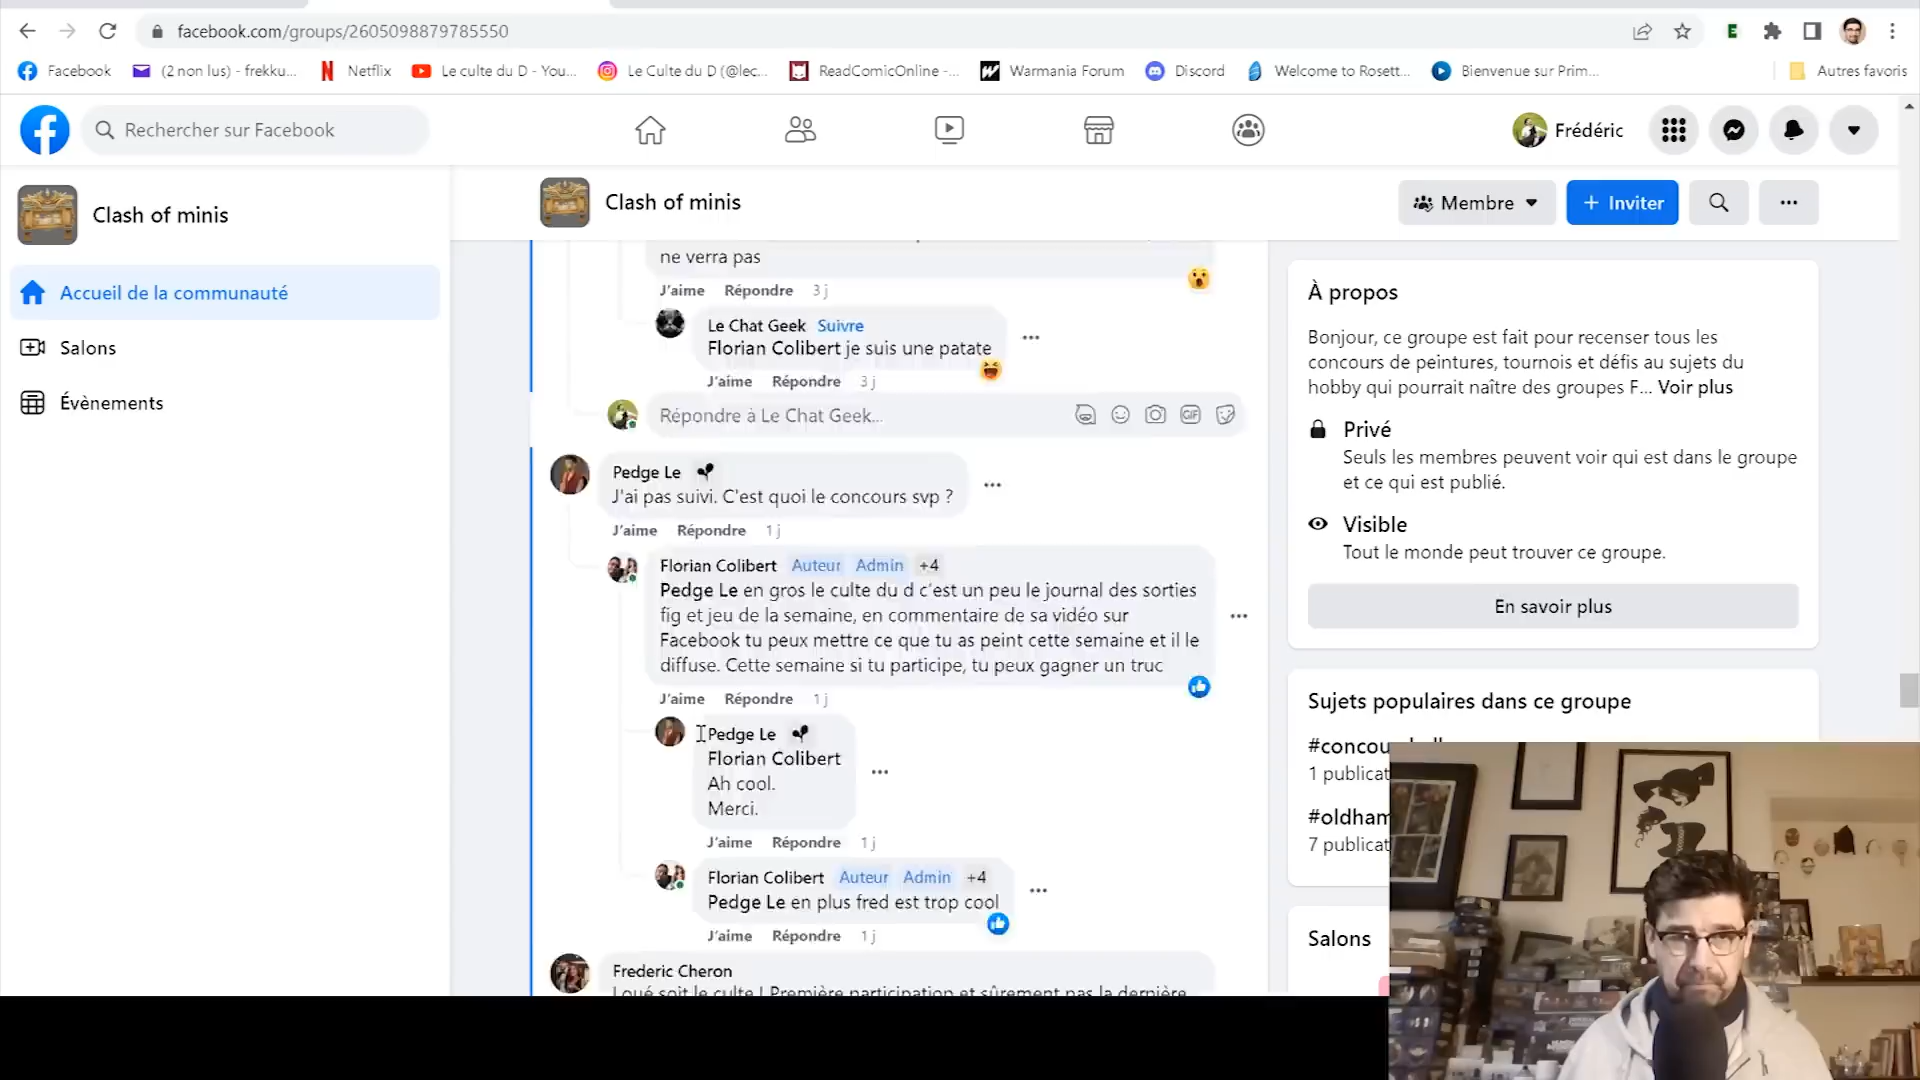 facebook.com/groups/2605098879785550
Facebook
(2 non lus) - frekku...
Netflix
Le culte du D - You...
Le Culte du D (@lec...
ReadComicOnline -...
Warmania Forum
Discord
Welcome to Rosett...
Bienvenue sur Prim...
Autres favoris
Rechercher sur Facebook
Frédéric
Clash of minis
Accueil de la communauté
Salons
Évènements
Clash of minis
Membre
+ Inviter
ne verra pas
J'aime Répondre 3 j
Le Chat Geek Suivre
Florian Colibert je suis une patate
J'aime Répondre 3 j
Répondre à Le Chat Geek...
GIF
Pedge Le
J'ai pas suivi. C'est quoi le concours svp ?
J'aime Répondre 1 j
Florian Colibert Auteur Admin +4
Pedge Le en gros le culte du d c'est un peu le journal des sorties
fig et jeu de la semaine, en commentaire de sa vidéo sur
Facebook tu peux mettre ce que tu as peint cette semaine et il le
diffuse. Cette semaine si tu participe, tu peux gagner un truc
J'aime Répondre 1 j
Pedge Le
Florian Colibert
Ah cool.
Merci.
J'aime Répondre 1 j
Florian Colibert Auteur Admin +4
Pedge Le en plus fred est trop cool
J'aime Répondre 1 j
Frederic Cheron
Loué soit le culte ! Première participation et sûrement pas la dernière
À propos
Bonjour, ce groupe est fait pour recenser tous les
concours de peintures, tournois et défis au sujets du
hobby qui pourrait naître des groupes F... Voir plus
Privé
Seuls les membres peuvent voir qui est dans le groupe
et ce qui est publié.
Visible
Tout le monde peut trouver ce groupe.
En savoir plus
Sujets populaires dans ce groupe
1 publicat
#oldham
7 publicat
Salons